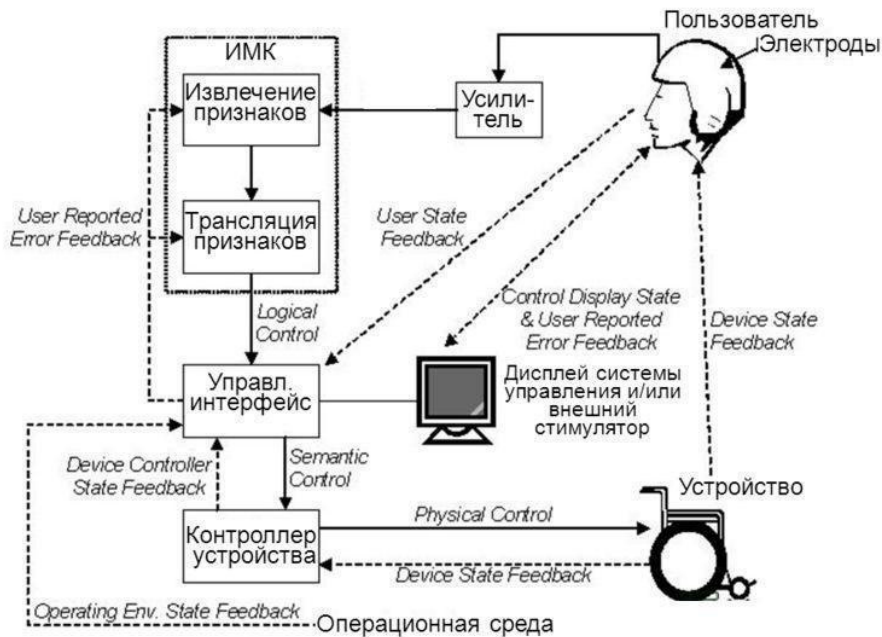 Пользователь
Электроды
ИМК
Извлечение
признаков
Усили-
тель
Трансляция
признаков
User Reported
Error Feedback
User State
Feedback
Logical
Control
Control Display State
& User Reported
Error Feedback
Device State
Feedback
Управл.
интерфейс
Дисплей системы
управления и/или
внешний
стимулятор
Device Controller
State Feedback
Semantic
Control
Устройство
Контроллер
устройства
Physical Control
Device State Feedback
Operating Env. State Feedback
Операционная среда